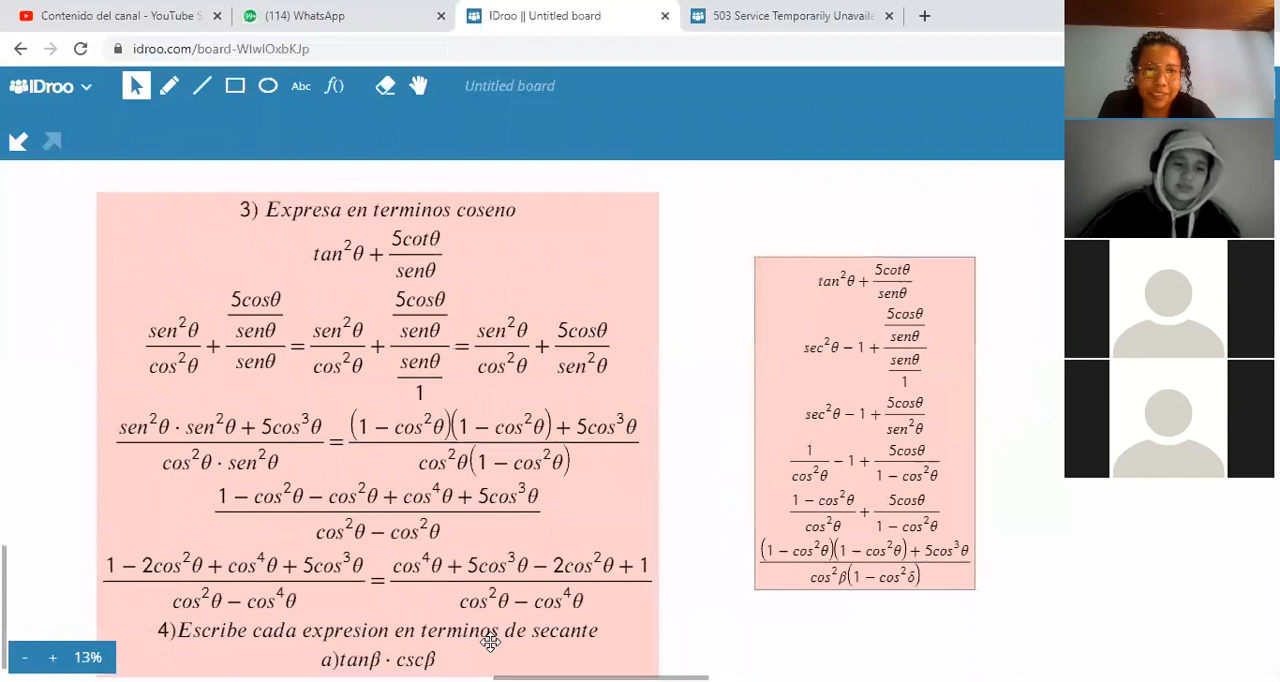 Contenido del canal - YouTube S
(114) WhatsApp
IDroo || Untitled board
503 Service Temporarily Unavaila
idroo.com/board-WIwIOxbKJp
IDroo
Abc
f()
Untitled board
3) Expresa en terminos coseno
tan²θ + 5cotθ/senθ
sen²θ/cos²θ + (5cosθ/senθ)/senθ = sen²θ/cos²θ + (5cosθ/senθ)/(senθ/1) = sen²θ/cos²θ + 5cosθ/sen²θ
(sen²θ · sen²θ + 5cos³θ)/(cos²θ · sen²θ) = ((1 − cos²θ)(1 − cos²θ) + 5cos³θ)/(cos²θ(1 − cos²θ))
(1 − cos²θ − cos²θ + cos⁴θ + 5cos³θ)/(cos²θ − cos²θ)
(1 − 2cos²θ + cos⁴θ + 5cos³θ)/(cos²θ − cos⁴θ) = (cos⁴θ + 5cos³θ − 2cos²θ + 1)/(cos²θ − cos⁴θ)
4)Escribe cada expresion en terminos de secante
a)tanβ · cscβ
tan²θ + 5cotθ/senθ
sec²θ − 1 + (5cosθ/senθ)/(senθ/1)
sec²θ − 1 + 5cosθ/sen²θ
1/cos²θ − 1 + 5cosθ/(1 − cos²θ)
(1 − cos²θ)/cos²θ + 5cosθ/(1 − cos²θ)
((1 − cos²θ)(1 − cos²θ) + 5cos³θ)/(cos²β(1 − cos²δ))
- + 13%